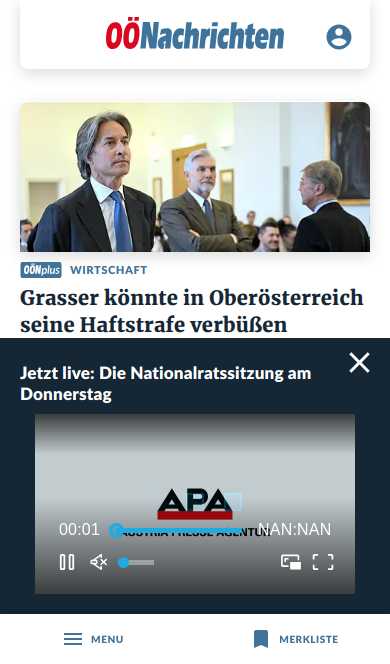 OÖNachrichten
OÖNplus WIRTSCHAFT
Grasser könnte in Oberösterreich
seine Haftstrafe verbüßen
Jetzt live: Die Nationalratssitzung am
Donnerstag
APA
00:01 NAN:NAN
AUSTRIA PRESSE AGENTUR
MENU MERKLISTE